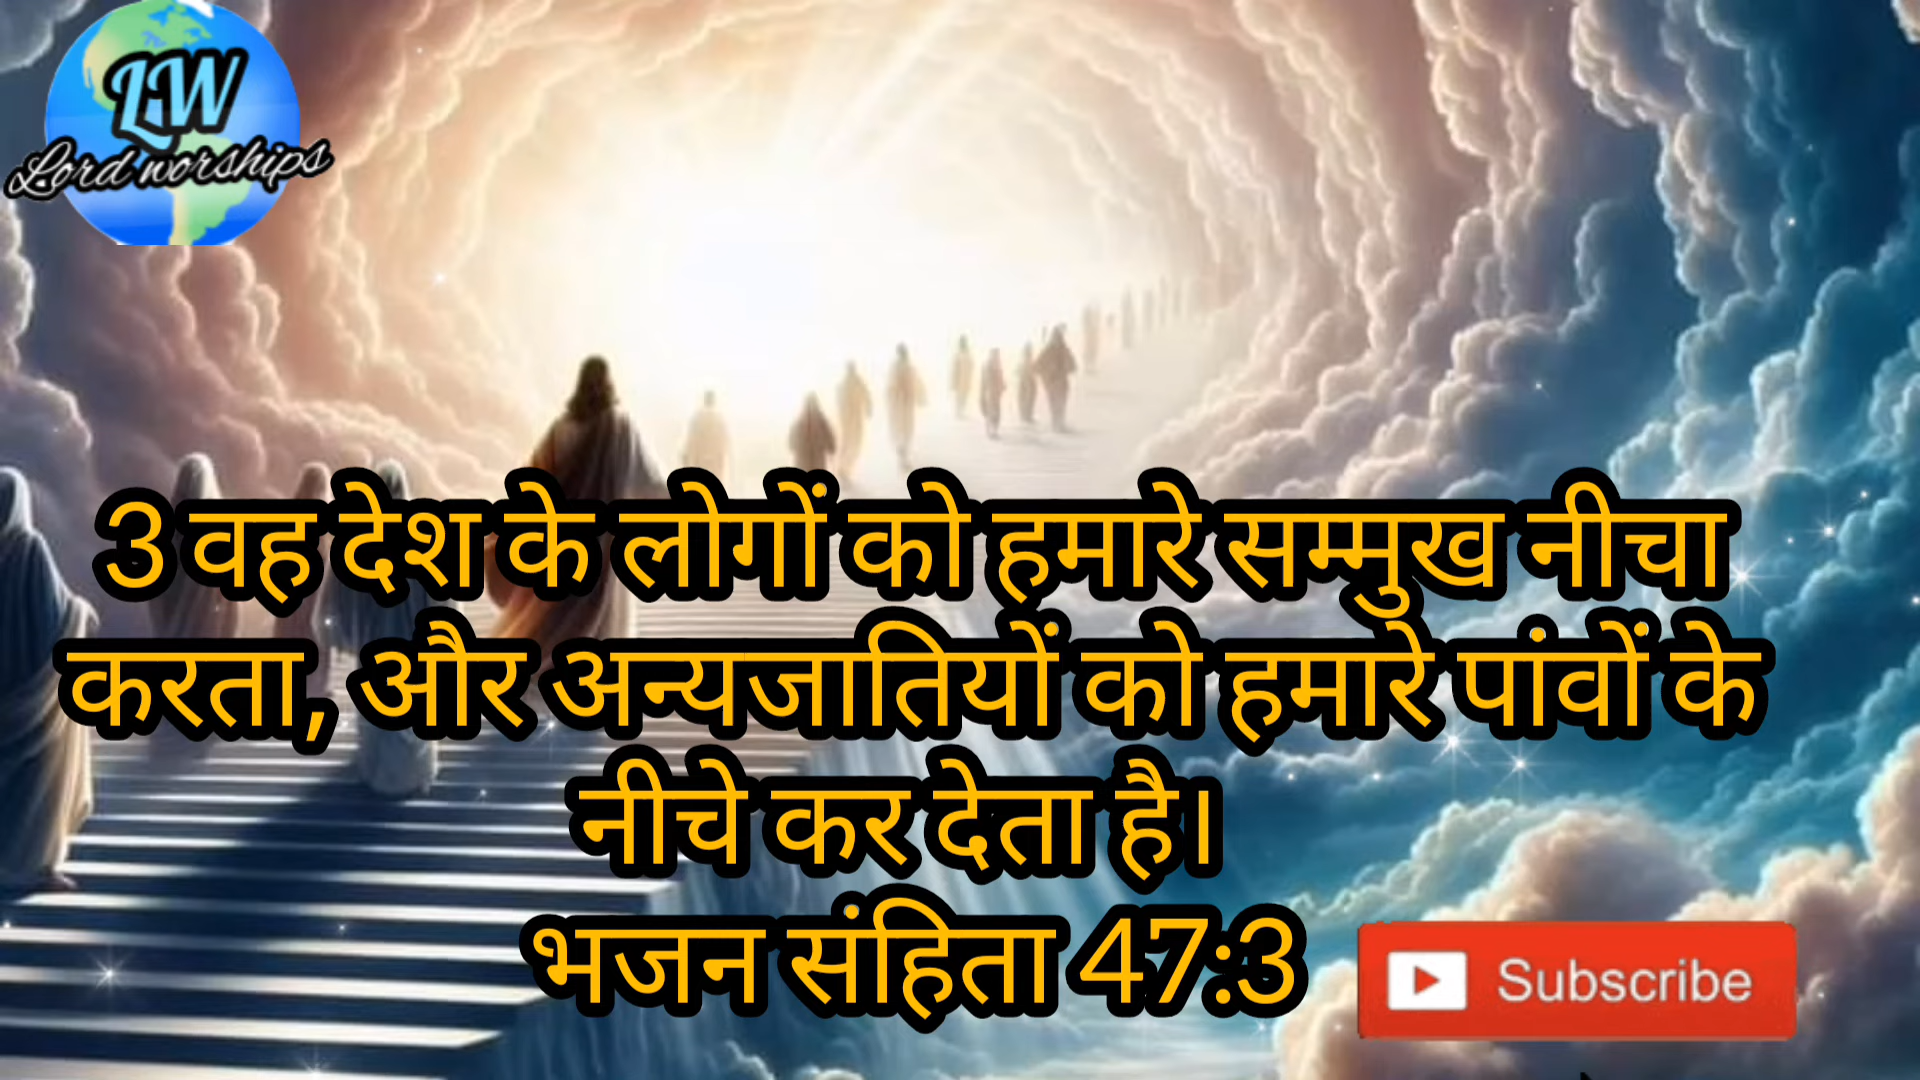 LW
Lord worships
3 वह देश के लोगों को हमारे सम्मुख नीचा
करता, और अन्यजातियों को हमारे पांवों के
नीचे कर देता है।
भजन संहिता 47:3
Subscribe